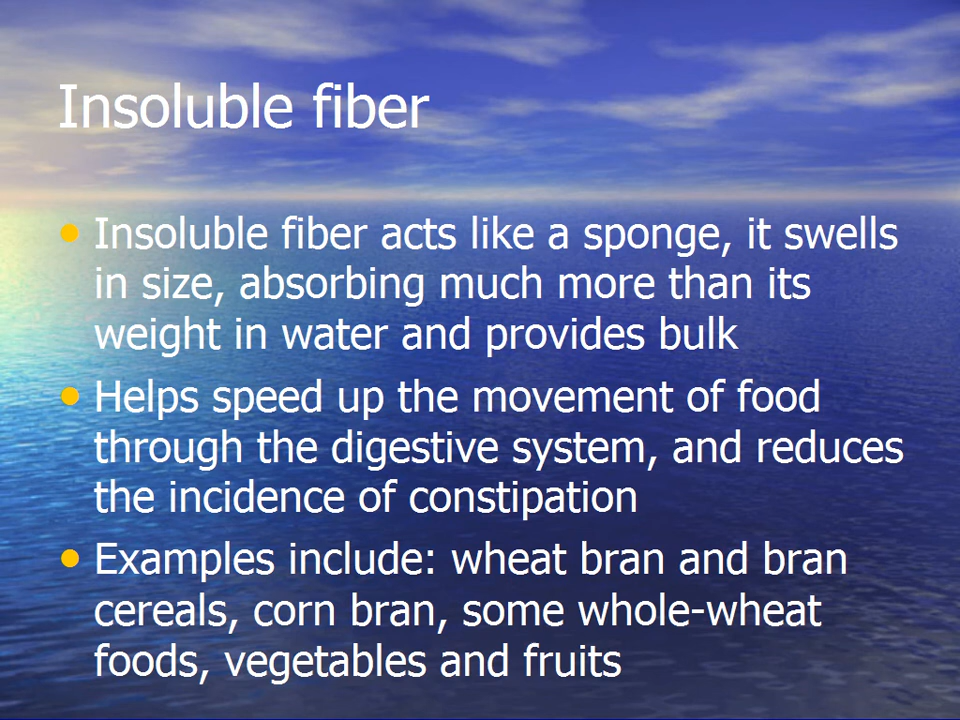 Insoluble fiber
• Insoluble fiber acts like a sponge, it swells
in size, absorbing much more than its
weight in water and provides bulk
• Helps speed up the movement of food
through the digestive system, and reduces
the incidence of constipation
• Examples include: wheat bran and bran
cereals, corn bran, some whole-wheat
foods, vegetables and fruits